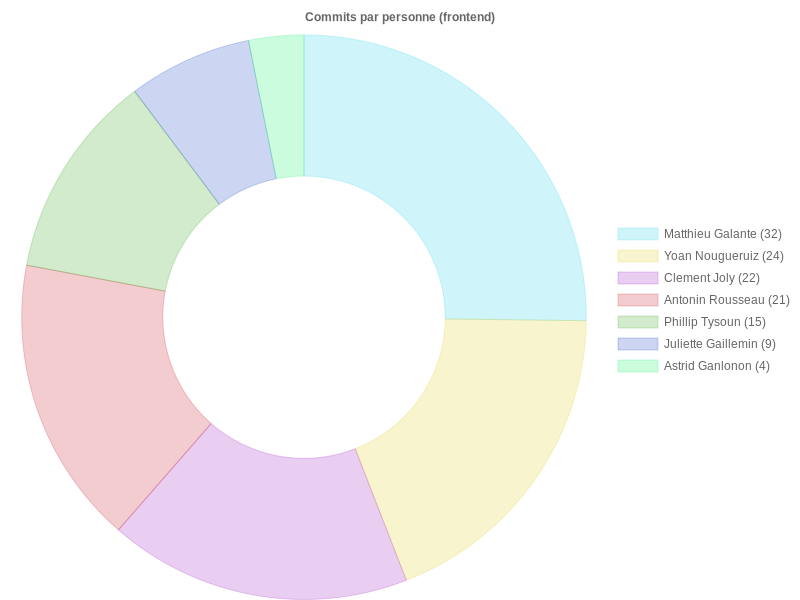 Commits par personne (frontend)
Matthieu Galante (32)
Yoan Nougueruiz (24)
Clement Joly (22)
Antonin Rousseau (21)
Phillip Tysoun (15)
Juliette Gaillemin (9)
Astrid Ganlonon (4)